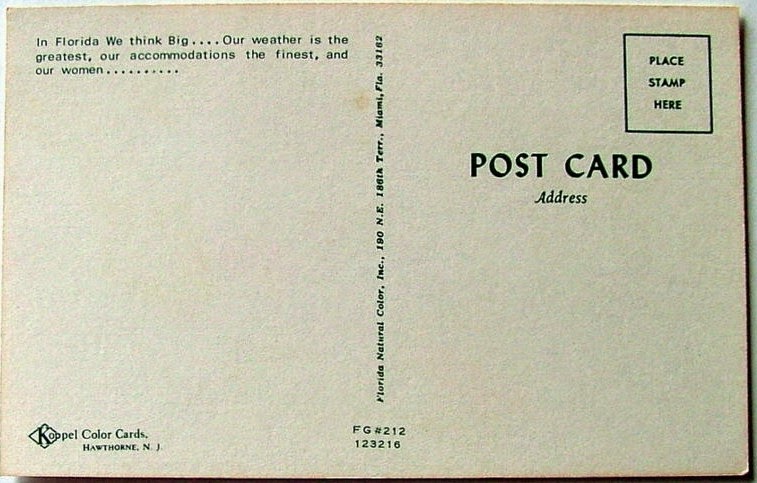 In Florida We think Big....Our weather is the
greatest, our accommodations the finest, and
our women..........
Florida Natural Color, Inc., 190 N.E. 186th Terr., Miami, Fla. 33162
PLACE
STAMP
HERE
POST CARD
Address
Koppel Color Cards.
HAWTHORNE, N. J.
FG#212
123216